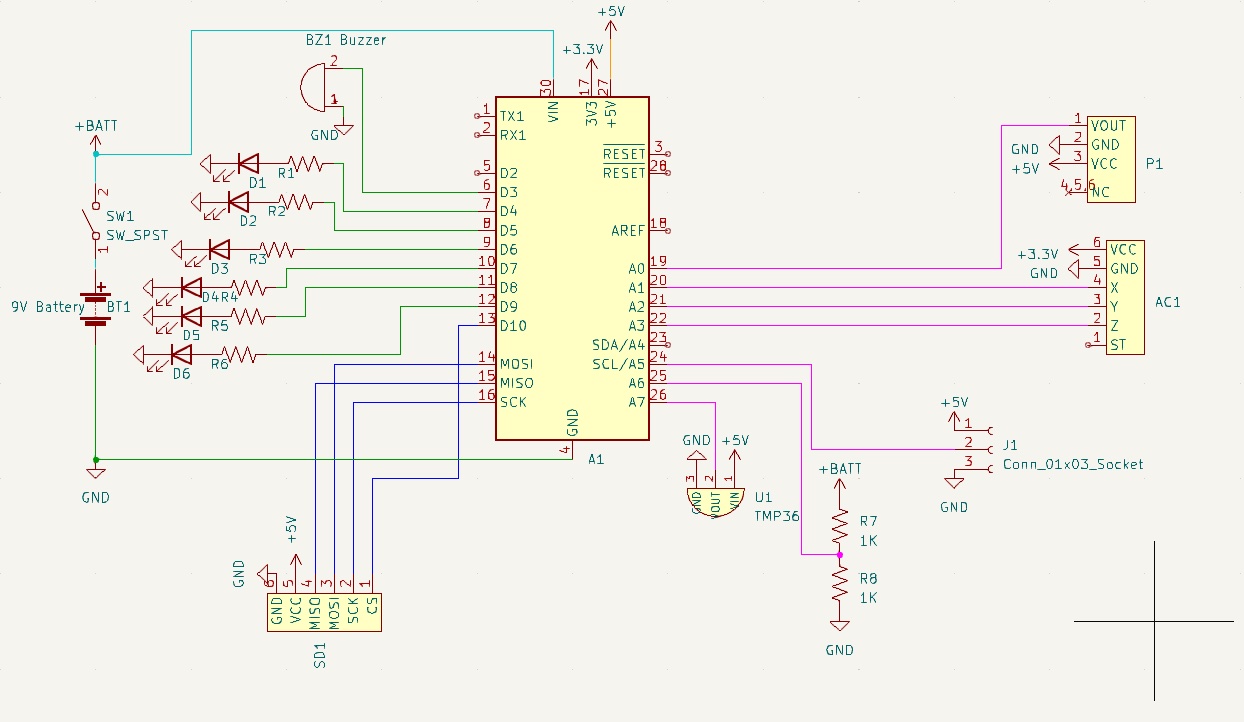 +5V
BZ1 Buzzer
+3.3V
2
1
GND
30
17
27
VIN
3V3
+5V
+BATT
2
SW1
SW_SPST
1
9V Battery
BT1
D1
R1
D2
R2
D3
R3
D4
R4
D5
R5
D6
R6
1
TX1
2
RX1
5
D2
6
D3
7
D4
8
D5
9
D6
10
D7
11
D8
12
D9
13
D10
14
MOSI
15
MISO
16
SCK
RESET
3
RESET
28
AREF
18
A0
19
A1
20
A2
21
A3
22
SDA/A4
23
SCL/A5
24
A6
25
A7
26
GND
4
A1
GND
1
VOUT
GND
2
GND
+5V
3
VCC
4,5,6
NC
P1
6
VCC
+3.3V
GND
5
GND
4
X
3
Y
2
Z
1
ST
AC1
+5V
1
2
3
J1
Conn_01x03_Socket
GND
GND
+5V
3
2
1
GND
VOUT
VIN
U1
TMP36
+BATT
R7
1K
R8
1K
GND
GND
+5V
6
5
4
3
2
1
GND
VCC
MISO
MOSI
SCK
CS
SD1